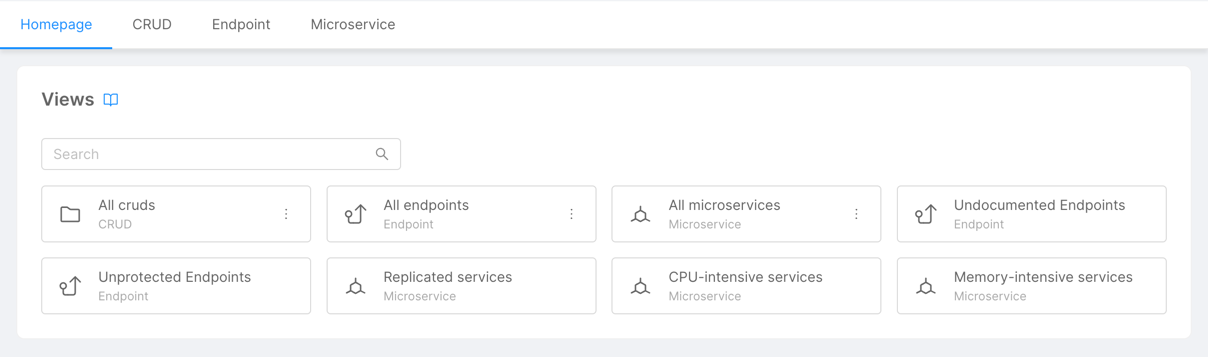 Homepage CRUD Endpoint Microservice
Views
Search
All cruds
CRUD
All endpoints
Endpoint
All microservices
Microservice
Undocumented Endpoints
Endpoint
Unprotected Endpoints
Endpoint
Replicated services
Microservice
CPU-intensive services
Microservice
Memory-intensive services
Microservice